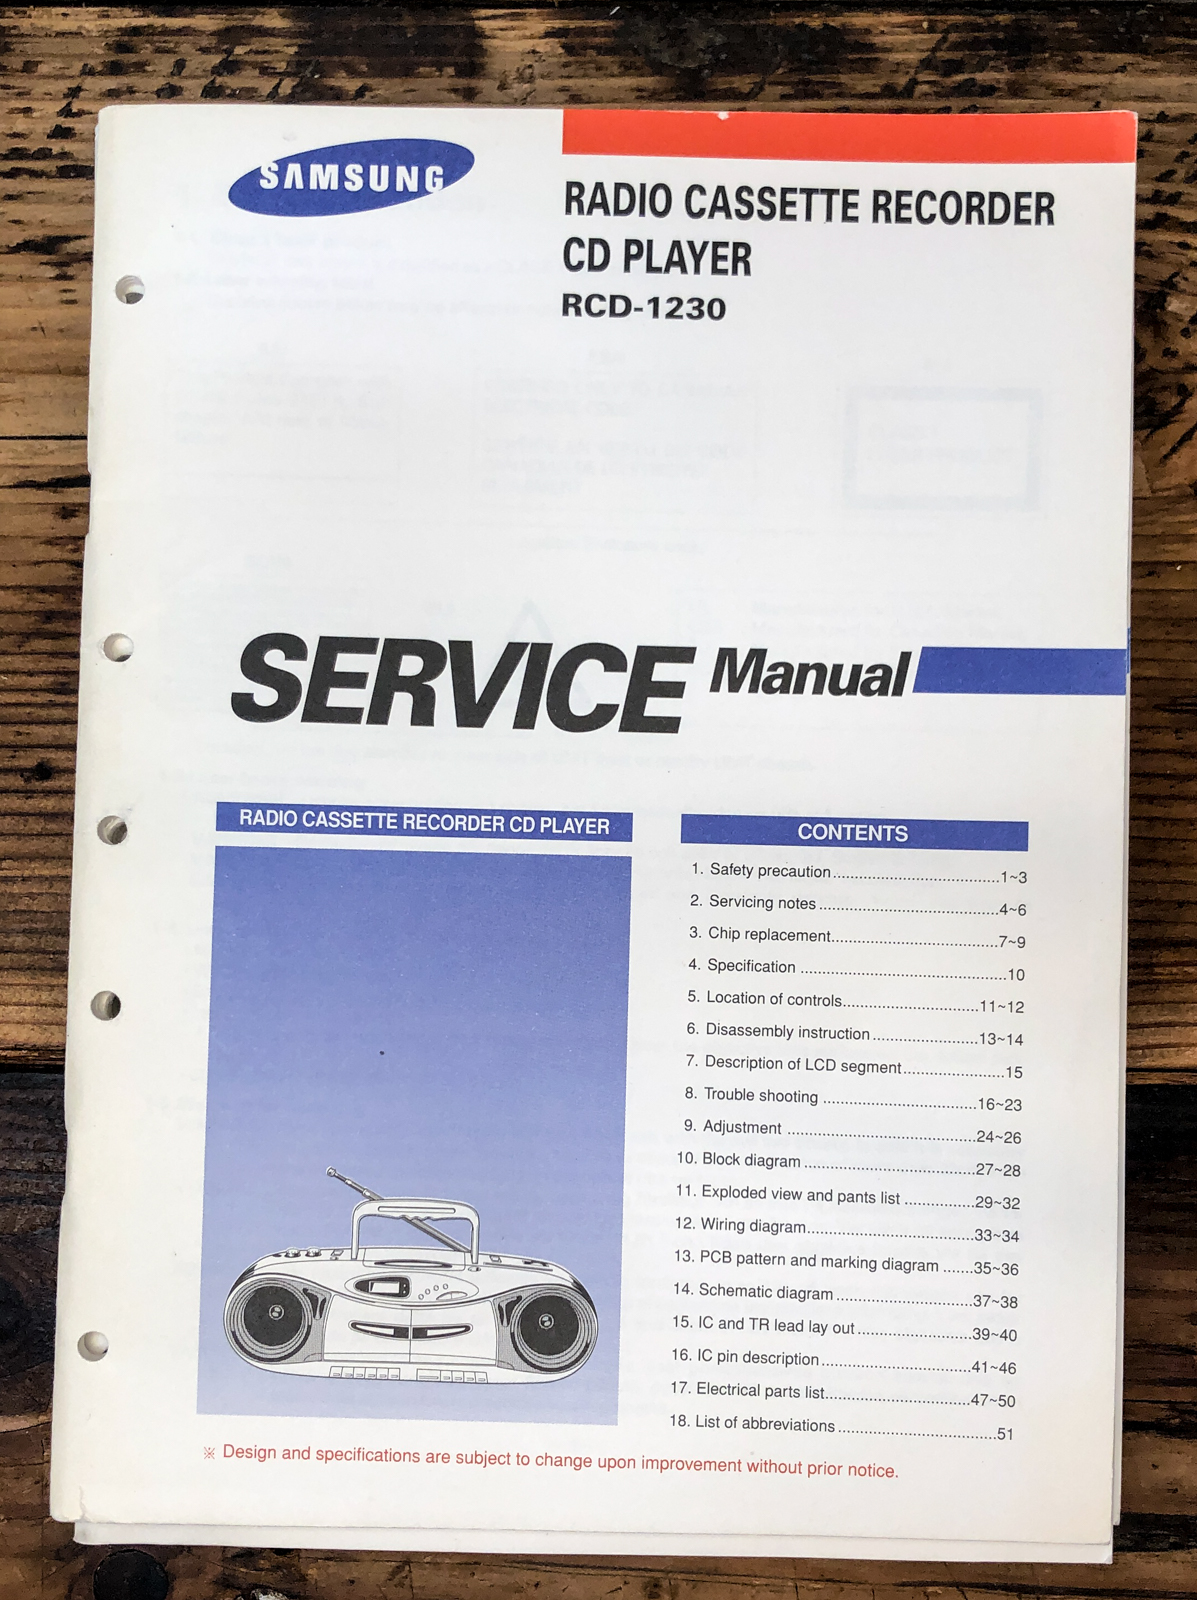 SAMSUNG
RADIO CASSETTE RECORDER
CD PLAYER
RCD-1230
SERVICE Manual
RADIO CASSETTE RECORDER CD PLAYER
CONTENTS
1. Safety precaution.......................................1~3
2. Servicing notes..........................................4~6
3. Chip replacement.......................................7~9
4. Specification ................................................10
5. Location of controls................................11~12
6. Disassembly instruction.........................13~14
7. Description of LCD segment........................15
8. Trouble shooting ....................................16~23
9. Adjustment ............................................24~26
10. Block diagram........................................27~28
11. Exploded view and pants list ................29~32
12. Wiring diagram.......................................33~34
13. PCB pattern and marking diagram .......35~36
14. Schematic diagram................................37~38
15. IC and TR lead lay out...........................39~40
16. IC pin description...................................41~46
17. Electrical parts list..................................47~50
18. List of abbreviations.....................................51
※ Design and specifications are subject to change upon improvement without prior notice.